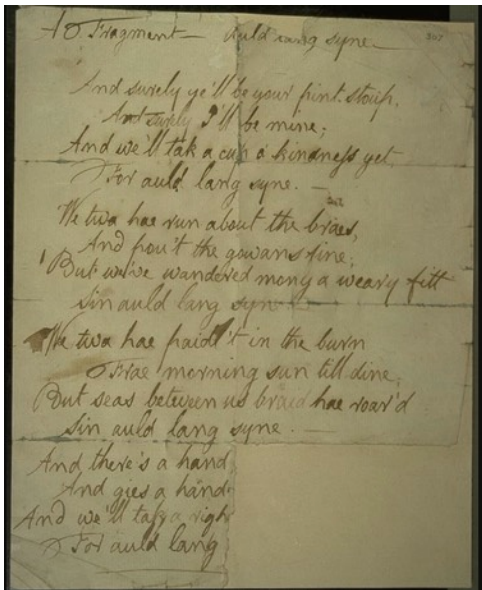 A Fragment — Auld lang syne —
307
And surely ye'll be your pint-stoup,
And surely I'll be mine;
And we'll tak a cup o' kindness yet
For auld lang syne. —
We twa hae run about the braes,
And pou't the gowans fine;
But we've wandered mony a weary fitt
Sin auld lang syne —
We twa hae paidl't in the burn
Frae morning sun till dine;
But seas between us braid hae roar'd
Sin auld lang syne. —
And there's a hand
And gies a hand
And we'll tak a righ
For auld lang